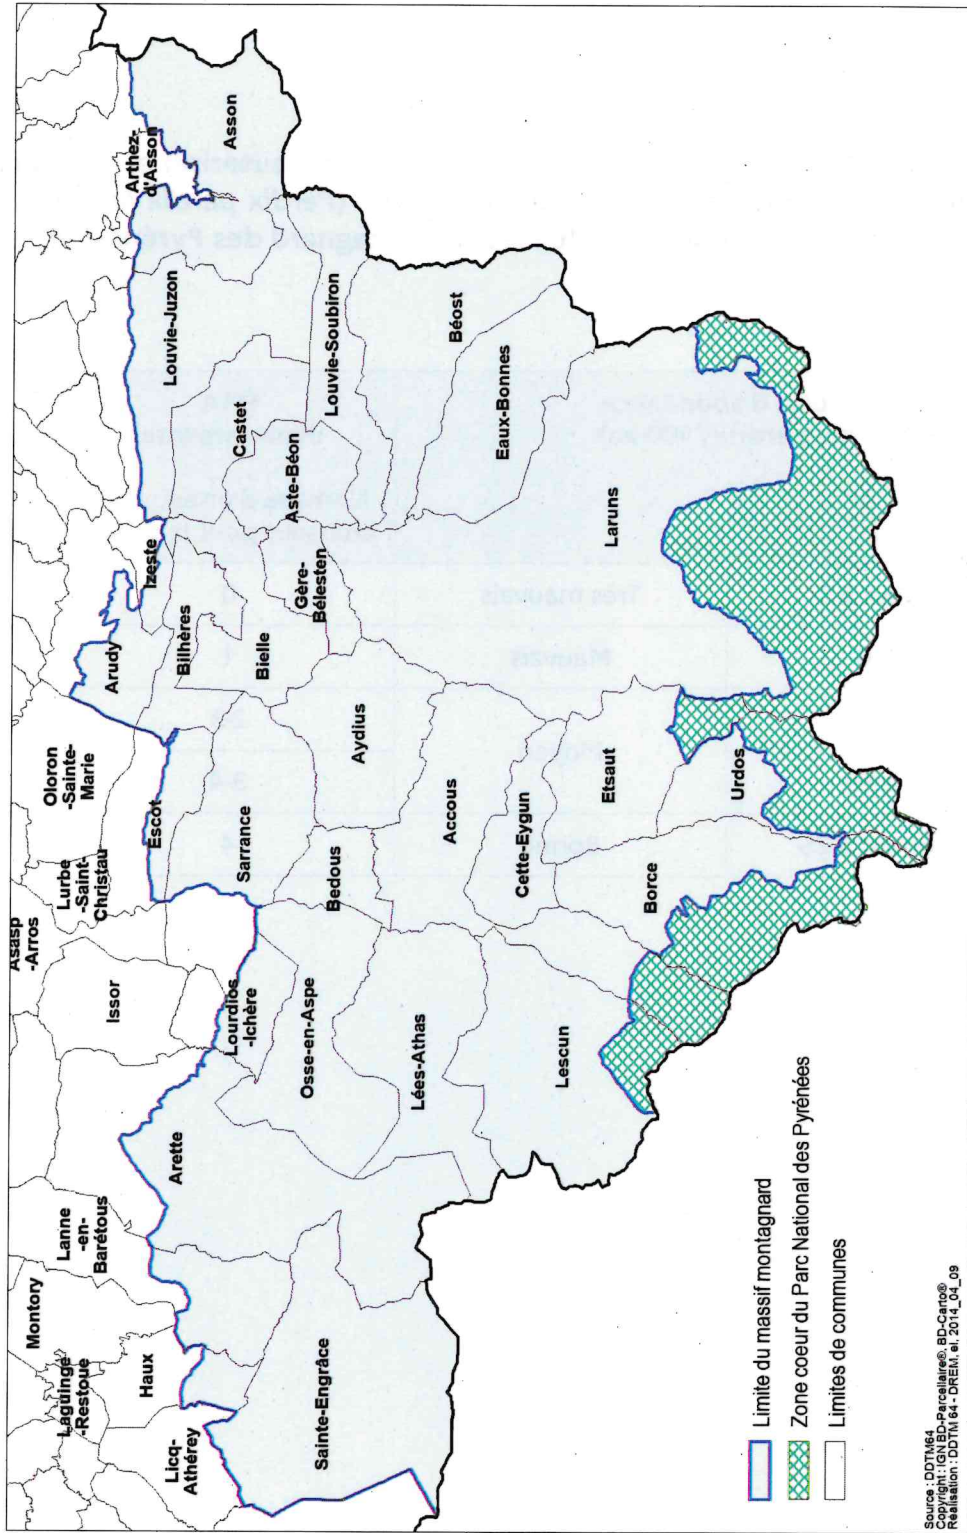 Asasp
-Arros
Montory
Laguinge
-Restoue
Haux
Licq-
Athérey
Lanne
-en-
Barétous
Issor
Lurbe
-Saint-
Christau
Oloron
-Sainte-
Marie
Arudy
Izeste
Arthez-
d'Asson
Asson
Louvie-Juzon
Escot
Bilhères
Castet
Sarrance
Bielle
Lourdios
-Ichère
Arette
Osse-en-Aspe
Bedous
Aydius
Gère-
Bélesten
Aste-Béon
Louvie-Soubiron
Sainte-Engrâce
Lées-Athas
Accous
Béost
Eaux-Bonnes
Cette-Eygun
Lescun
Etsaut
Laruns
Borce
Urdos
Limite du massif montagnard
Zone coeur du Parc National des Pyrénées
Limites de communes
Source : DDTM64
Copyright : IGN BD-Parcellaire®, BD-Carto®
Réalisation : DDTM 64 - DREM, el, 2014_04_09
Très mauvais
Mauvais